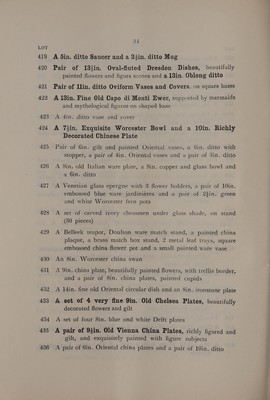 34
LOT
419 A 5in. ditto Saucer and a 3½in. ditto Mug
420 Pair of 13½in. Oval-fluted Dresden Dishes, beautifully
painted flowers and figure scenes and a 13in. Oblong ditto
421 Pair of 11in. ditto Oviform Vases and Covers, on square bases
422 A 13in. Fine Old Capo di Monti Ewer, supported by mermaids
and mythological figures on shaped base
423 A 4in. ditto vase and cover
424 A 7½in. Exquisite Worcester Bowl and a 10in. Richly
Decorated Chinese Plate
425 Pair of 6in. gilt and painted Oriental vases, a 6in. ditto with
stopper, a pair of 4in. Oriental vases and a pair of 5in. ditto
426 A 8in. old Italian ware plate, a 9in. copper and glass bowl and
a 6in. ditto
427 A Venetian glass epergne with 3 flower holders, a pair of 10in.
embossed blue ware jardinières and a pair of 2½in. green
and white Worcester fern pots
428 A set of carved ivory chessmen under glass shade, on stand
(30 pieces)
429 A Belleek teapot, Doulton ware match stand, a painted china
plaque, a brass match box stand, 2 metal leaf trays, square
embossed china flower pot and a small painted ware vase
430 An 8in. Worcester china swan
431 A 9in. china plate, beautifully painted flowers, with trellis border,
and a pair of 8in. china plates, painted cupids
432 A 14in. fine old Oriental circular dish and an 8in. ironstone plate
433 A set of 4 very fine 9in. Old Chelsea Plates, beautifully
decorated flowers and gilt
434 A set of four 8in. blue and white Delft plates
435 A pair of 9½in. Old Vienna China Plates, richly figured and
gilt, and exquisitely painted with figure subjects
436 A pair of 8in. Oriental china plates and a pair of 10in. ditto